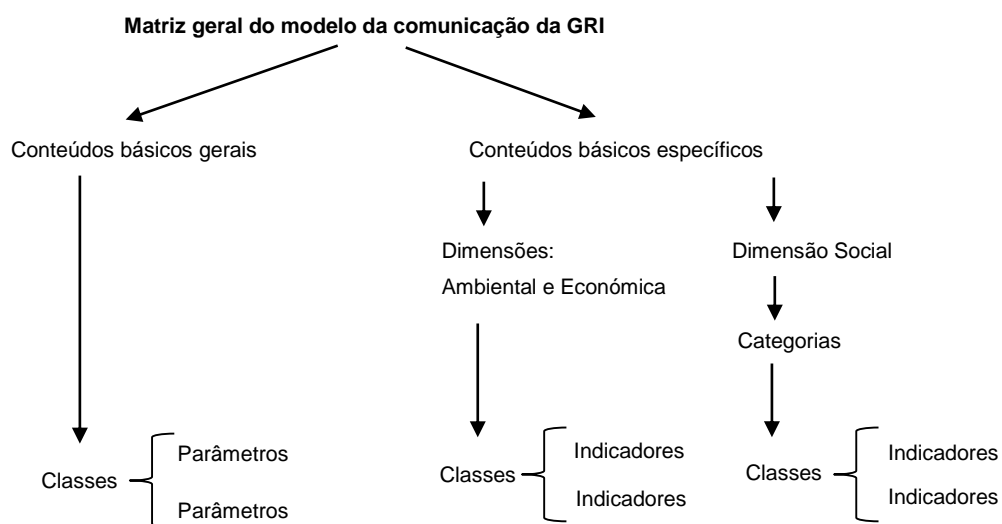 Matriz geral do modelo da comunicação da GRI
Conteúdos básicos gerais
Conteúdos básicos específicos
Dimensões:
Ambiental e Económica
Dimensão Social
Categorias
Classes
Parâmetros
Parâmetros
Classes
Indicadores
Indicadores
Classes
Indicadores
Indicadores